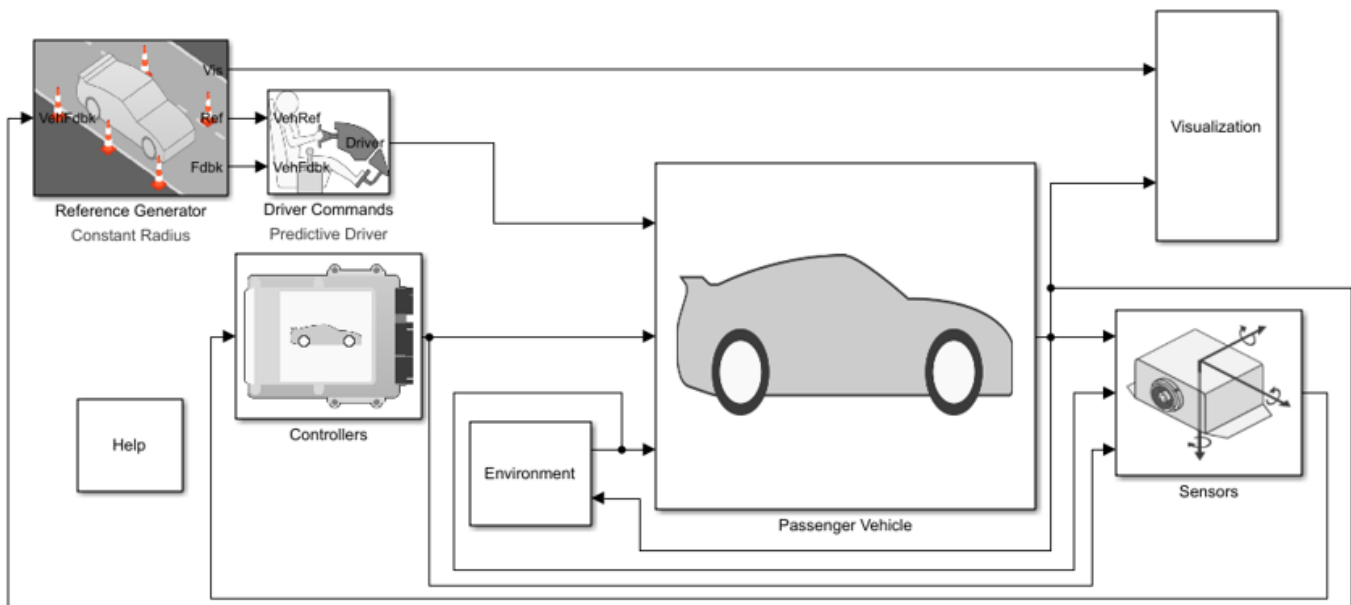 Vis
VehFdbk
Ref
Fdbk
Reference Generator
Constant Radius
VehRef
Driver
VehFdbk
Driver Commands
Predictive Driver
Visualization
Controllers
Help
Environment
Passenger Vehicle
Sensors